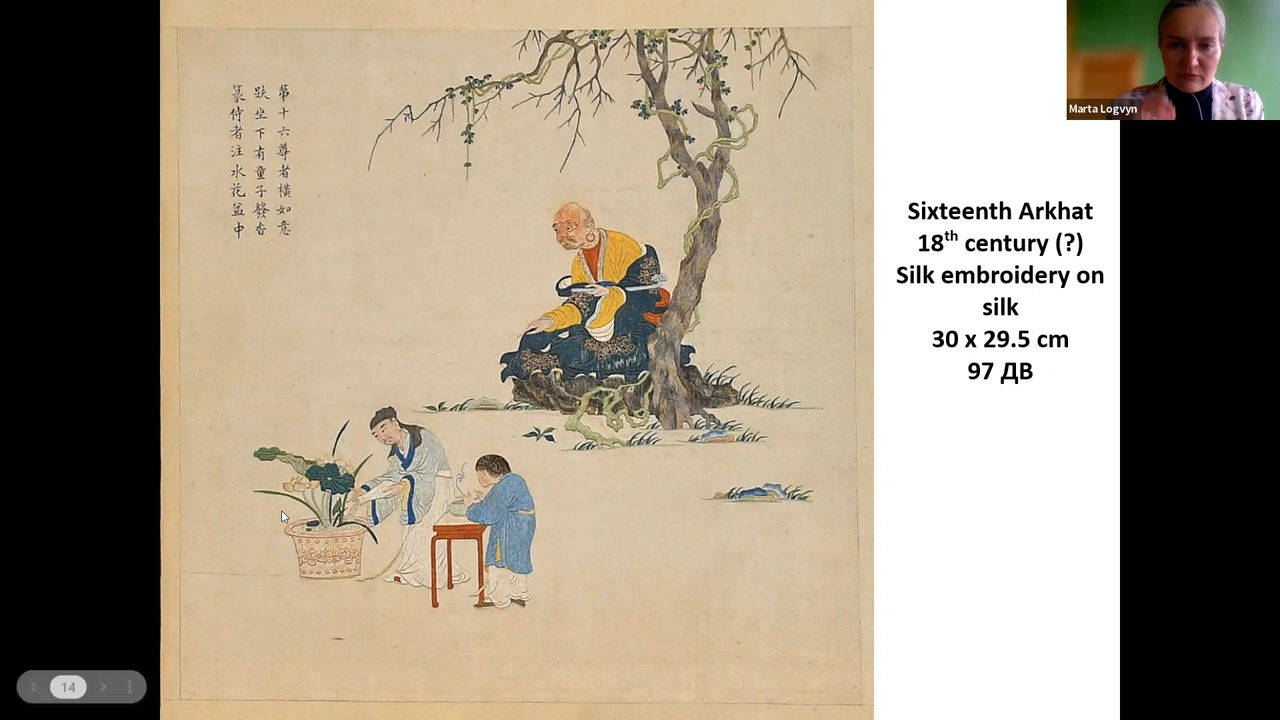 第十六尊者橫如意
趺坐下有童子發香
篆侍者注水花盆中
Marta Logvyn
Sixteenth Arkhat
18th century (?)
Silk embroidery on
silk
30 x 29.5 cm
97 ДВ
14